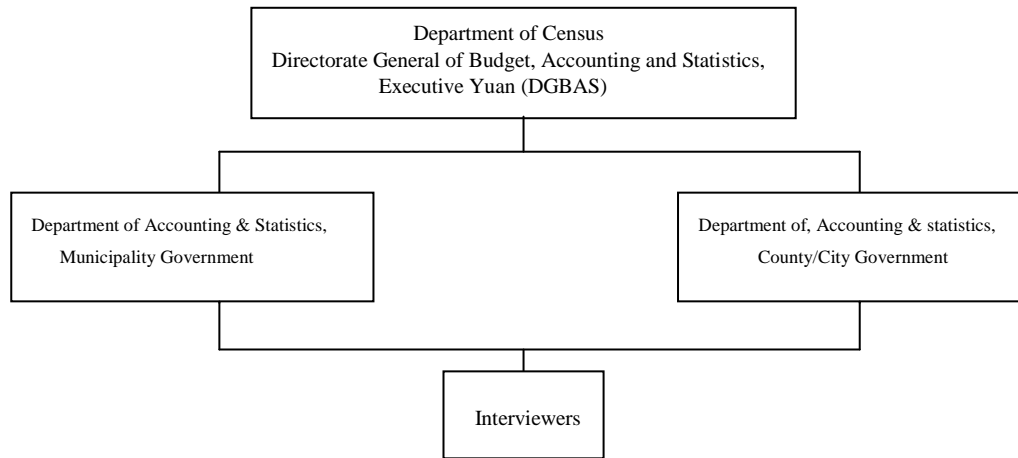 Department of Census
Directorate General of Budget, Accounting and Statistics,
Executive Yuan (DGBAS)
Department of Accounting & Statistics,
Municipality Government
Department of, Accounting & statistics,
County/City Government
Interviewers